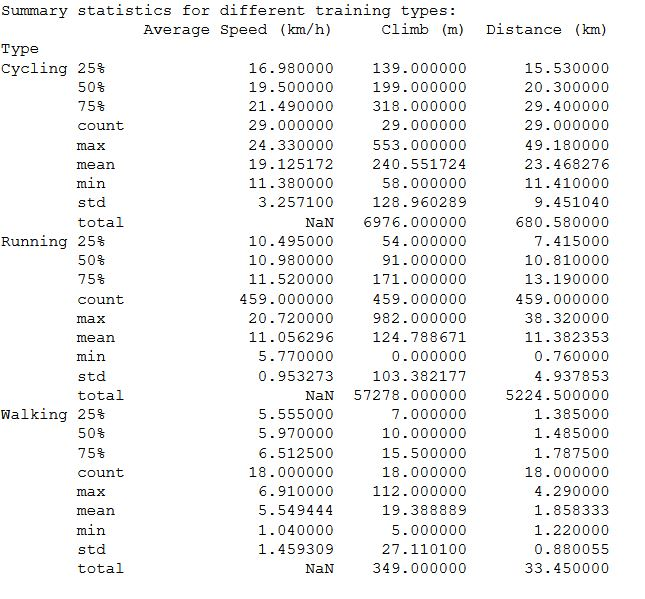 Summary statistics for different training types:
Average Speed (km/h) Climb (m) Distance (km)
Type
Cycling 25% 16.980000 139.000000 15.530000
50% 19.500000 199.000000 20.300000
75% 21.490000 318.000000 29.400000
count 29.000000 29.000000 29.000000
max 24.330000 553.000000 49.180000
mean 19.125172 240.551724 23.468276
min 11.380000 58.000000 11.410000
std 3.257100 128.960289 9.451040
total NaN 6976.000000 680.580000
Running 25% 10.495000 54.000000 7.415000
50% 10.980000 91.000000 10.810000
75% 11.520000 171.000000 13.190000
count 459.000000 459.000000 459.000000
max 20.720000 982.000000 38.320000
mean 11.056296 124.788671 11.382353
min 5.770000 0.000000 0.760000
std 0.953273 103.382177 4.937853
total NaN 57278.000000 5224.500000
Walking 25% 5.555000 7.000000 1.385000
50% 5.970000 10.000000 1.485000
75% 6.512500 15.500000 1.787500
count 18.000000 18.000000 18.000000
max 6.910000 112.000000 4.290000
mean 5.549444 19.388889 1.858333
min 1.040000 5.000000 1.220000
std 1.459309 27.110100 0.880055
total NaN 349.000000 33.450000